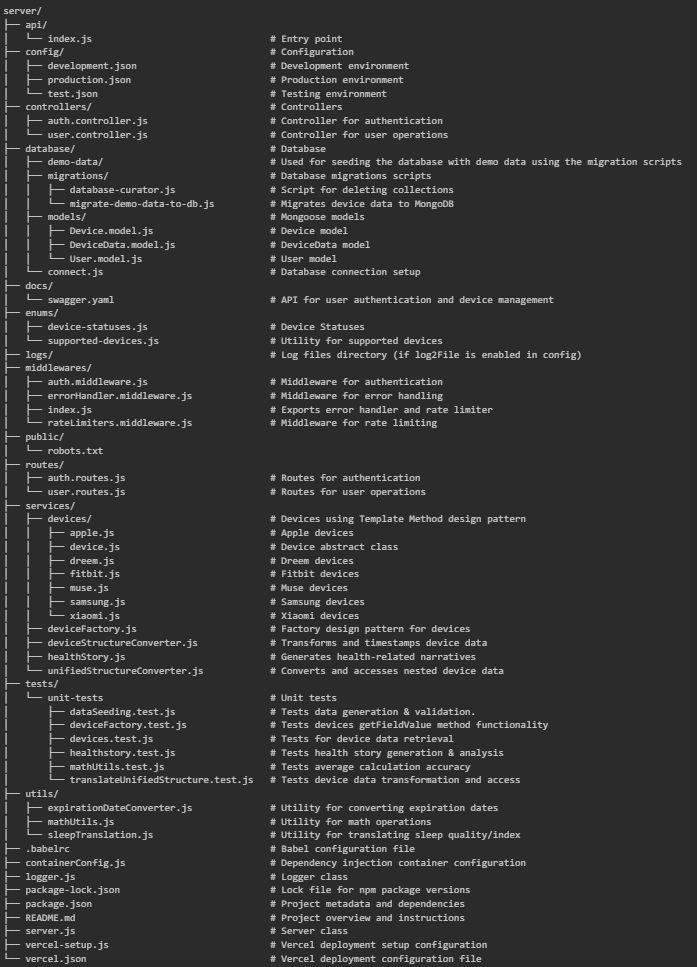 server/
├── api/
│   └── index.js                            # Entry point
├── config/                                 # Configuration
│   ├── development.json                    # Development environment
│   ├── production.json                     # Production environment
│   └── test.json                           # Testing environment
├── controllers/                            # Controllers
│   ├── auth.controller.js                  # Controller for authentication
│   └── user.controller.js                  # Controller for user operations
├── database/                               # Database
│   ├── demo-data/                          # Used for seeding the database with demo data using the migration scripts
│   ├── migrations/                         # Database migrations scripts
│   │   ├── database-curator.js             # Script for deleting collections
│   │   └── migrate-demo-data-to-db.js      # Migrates device data to MongoDB
│   ├── models/                             # Mongoose models
│   │   ├── Device.model.js                 # Device model
│   │   ├── DeviceData.model.js             # DeviceData model
│   │   └── User.model.js                   # User model
│   └── connect.js                          # Database connection setup
├── docs/
│   └── swagger.yaml                        # API for user authentication and device management
├── enums/
│   ├── device-statuses.js                  # Device Statuses
│   └── supported-devices.js                # Utility for supported devices
├── logs/                                   # Log files directory (if log2File is enabled in config)
├── middlewares/
│   ├── auth.middleware.js                  # Middleware for authentication
│   ├── errorHandler.middleware.js          # Middleware for error handling
│   ├── index.js                            # Exports error handler and rate limiter
│   └── rateLimiters.middleware.js          # Middleware for rate limiting
├── public/
│   └── robots.txt
├── routes/
│   ├── auth.routes.js                      # Routes for authentication
│   └── user.routes.js                      # Routes for user operations
├── services/
│   ├── devices/                            # Devices using Template Method design pattern
│   │   ├── apple.js                        # Apple devices
│   │   ├── device.js                       # Device abstract class
│   │   ├── dreem.js                        # Dreem devices
│   │   ├── fitbit.js                       # Fitbit devices
│   │   ├── muse.js                         # Muse devices
│   │   ├── samsung.js                      # Samsung devices
│   │   └── xiaomi.js                       # Xiaomi devices
│   ├── deviceFactory.js                    # Factory design pattern for devices
│   ├── deviceStructureConverter.js         # Transforms and timestamps device data
│   ├── healthStory.js                      # Generates health-related narratives
│   └── unifiedStructureConverter.js        # Converts and accesses nested device data
├── tests/
│   └── unit-tests                          # Unit tests
│       ├── dataSeeding.test.js             # Tests data generation & validation.
│       ├── deviceFactory.test.js           # Tests devices getFieldValue method functionality
│       ├── devices.test.js                 # Tests for device data retrieval
│       ├── healthstory.test.js             # Tests health story generation & analysis
│       ├── mathUtils.test.js               # Tests average calculation accuracy
│       └── translateUnifiedStructure.test.js   # Tests device data transformation and access
├── utils/
│   ├── expirationDateConverter.js          # Utility for converting expiration dates
│   ├── mathUtils.js                        # Utility for math operations
│   └── sleepTranslation.js                 # Utility for translating sleep quality/index
├── .babelrc                                # Babel configuration file
├── containerConfig.js                      # Dependency injection container configuration
├── logger.js                               # Logger class
├── package-lock.json                       # Lock file for npm package versions
├── package.json                            # Project metadata and dependencies
├── README.md                               # Project overview and instructions
├── server.js                               # Server class
├── vercel-setup.js                         # Vercel deployment setup configuration
└── vercel.json                             # Vercel deployment configuration file